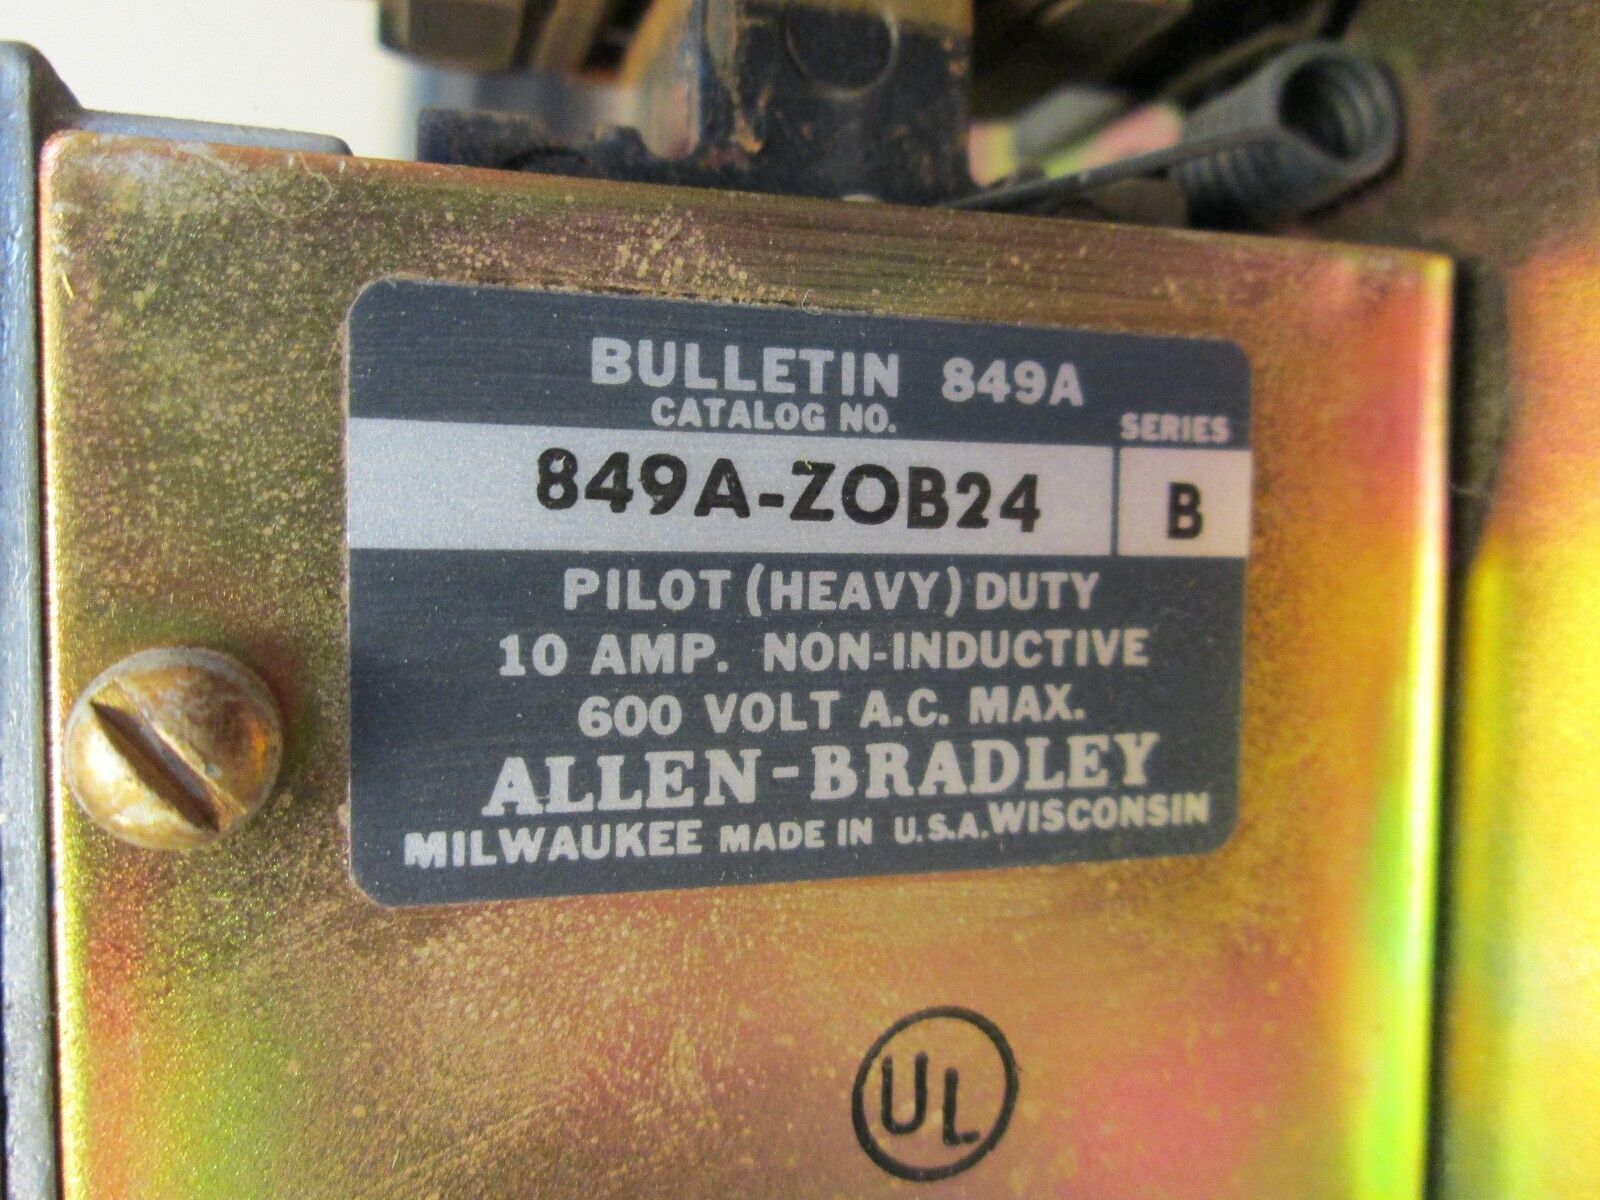 BULLETIN 849A
CATALOG NO.
SERIES
849A-ZOB24
B
PILOT (HEAVY) DUTY
10 AMP. NON-INDUCTIVE
600 VOLT A.C. MAX.
ALLEN-BRADLEY
MILWAUKEE MADE IN U.S.A. WISCONSIN
UL